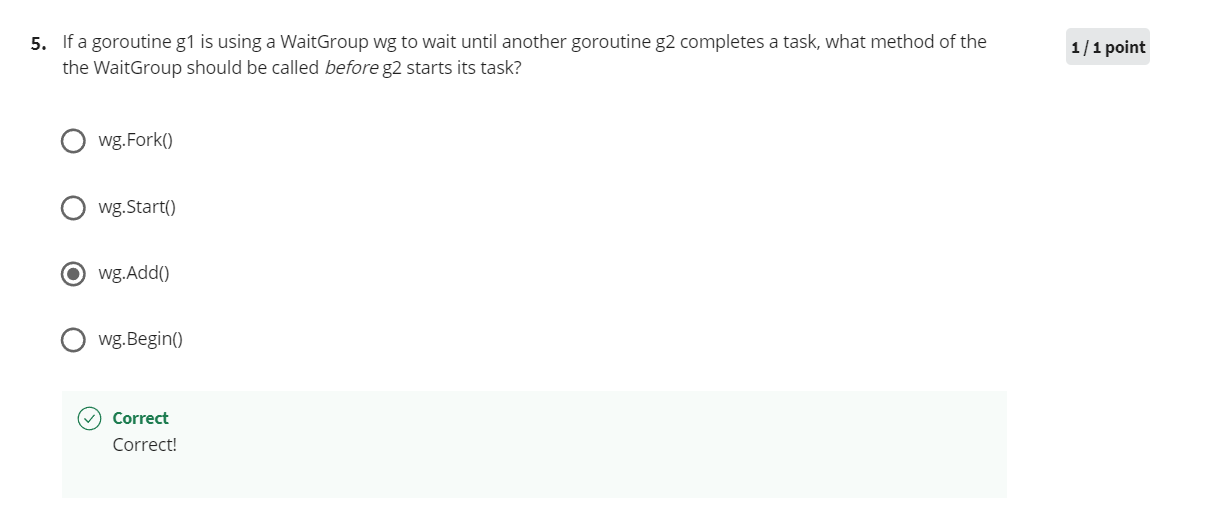 5. If a goroutine g1 is using a WaitGroup wg to wait until another goroutine g2 completes a task, what method of the
the WaitGroup should be called before g2 starts its task?
1 / 1 point
wg.Fork()
wg.Start()
wg.Add()
wg.Begin()
Correct
Correct!